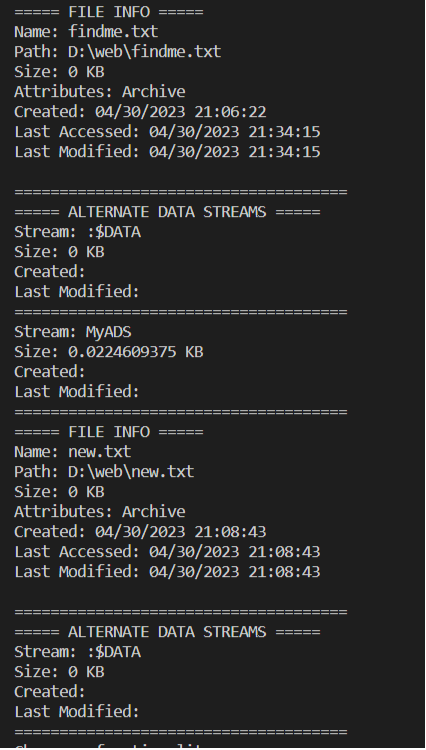 ===== FILE INFO =====
Name: findme.txt
Path: D:\web\findme.txt
Size: 0 KB
Attributes: Archive
Created: 04/30/2023 21:06:22
Last Accessed: 04/30/2023 21:34:15
Last Modified: 04/30/2023 21:34:15
=====================================
===== ALTERNATE DATA STREAMS =====
Stream: :$DATA
Size: 0 KB
Created:
Last Modified:
=====================================
Stream: MyADS
Size: 0.0224609375 KB
Created:
Last Modified:
=====================================
===== FILE INFO =====
Name: new.txt
Path: D:\web\new.txt
Size: 0 KB
Attributes: Archive
Created: 04/30/2023 21:08:43
Last Accessed: 04/30/2023 21:08:43
Last Modified: 04/30/2023 21:08:43
=====================================
===== ALTERNATE DATA STREAMS =====
Stream: :$DATA
Size: 0 KB
Created:
Last Modified:
=====================================